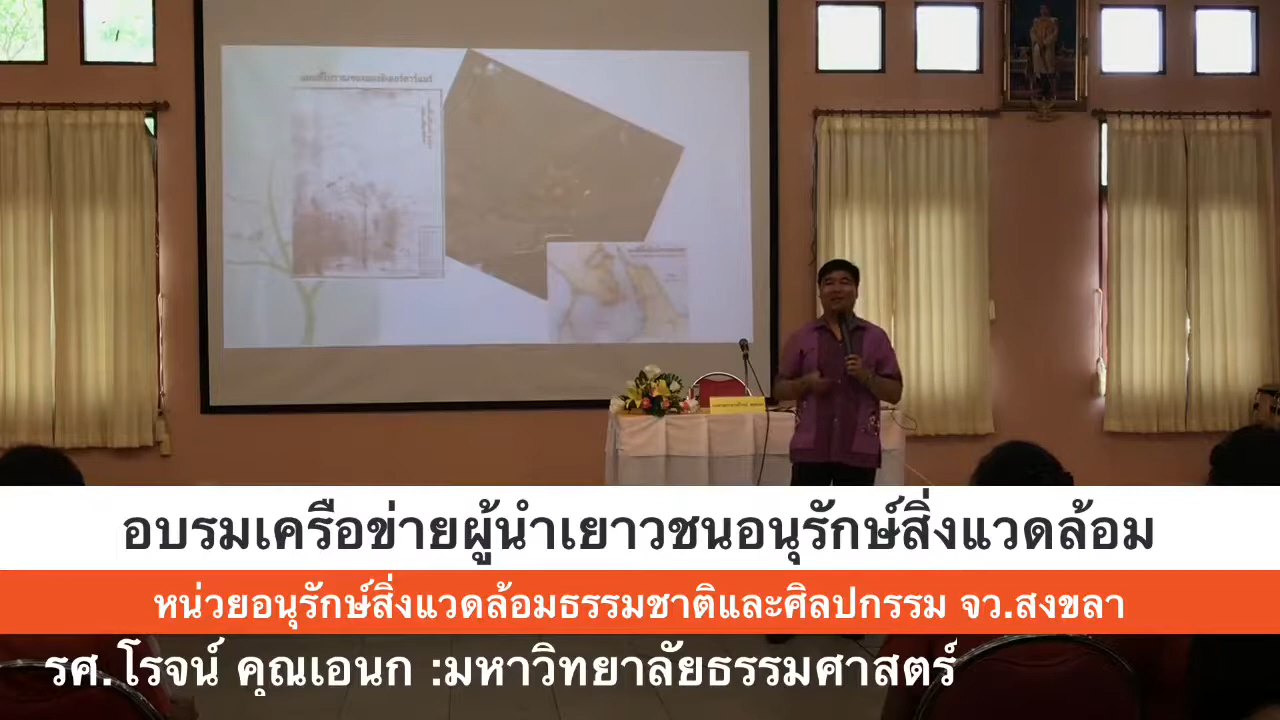 อบรมเครือข่ายผู้นำเยาวชนอนุรักษ์สิ่งแวดล้อม
หน่วยอนุรักษ์สิ่งแวดล้อมธรรมชาติและศิลปกรรม จว.สงขลา
รศ.โรจน์ คุณเอนก :มหาวิทยาลัยธรรมศาสตร์